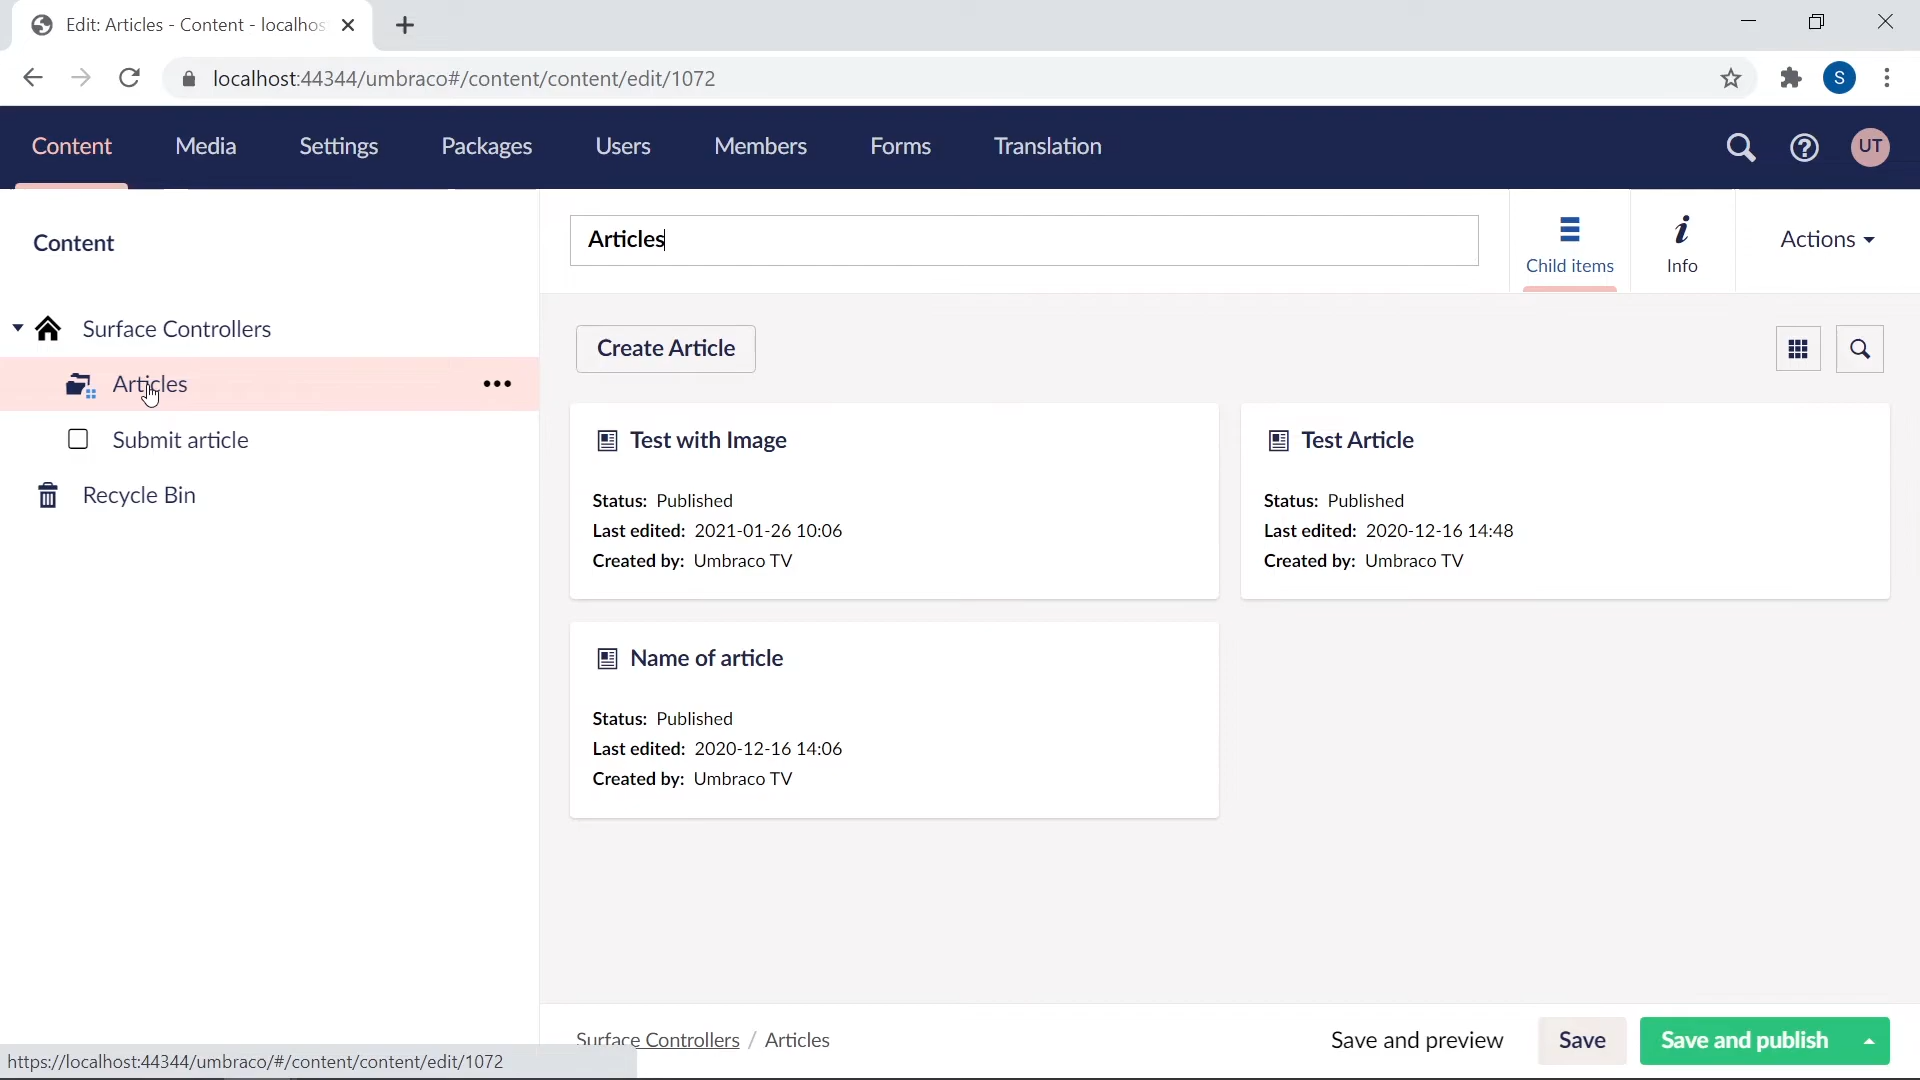 Edit: Articles - Content - localhos
localhost:44344/umbraco#/content/content/edit/1072
S
Content Media Settings Packages Users Members Forms Translation
UT
Content
Articles
Child items
Info
Actions
Surface Controllers
Articles
Submit article
Recycle Bin
Create Article
Test with Image
Status: Published
Last edited: 2021-01-26 10:06
Created by: Umbraco TV
Test Article
Status: Published
Last edited: 2020-12-16 14:48
Created by: Umbraco TV
Name of article
Status: Published
Last edited: 2020-12-16 14:06
Created by: Umbraco TV
Surface Controllers / Articles
Save and preview
Save
Save and publish
https://localhost:44344/umbraco/#/content/content/edit/1072